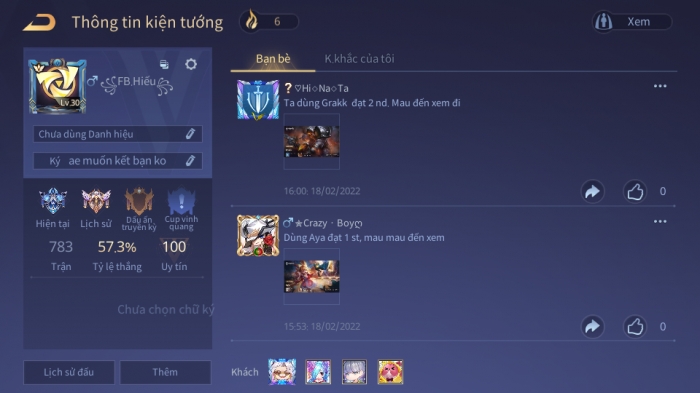 Thông tin kiện tướng
6
Xem
Lv.30
FB.Hiếu
Chưa dùng Danh hiệu
Ký ae muốn kết bạn ko
Hiện tại
Lịch sử
Dấu ấn truyền kỳ
Cup vinh quang
783
57.3%
100
Trận
Tỷ lệ thắng
Uy tín
Chưa chọn chữ ký
Lịch sử đấu
Thêm
Bạn bè
K.khắc của tôi
?♡Hi◇Na◇Ta
Ta dùng Grakk đạt 2 nd. Mau đến xem đi
16:00: 18/02/2022
0
★Crazy・Boyღ
Dùng Aya đạt 1 st, mau mau đến xem
15:53: 18/02/2022
0
Khách